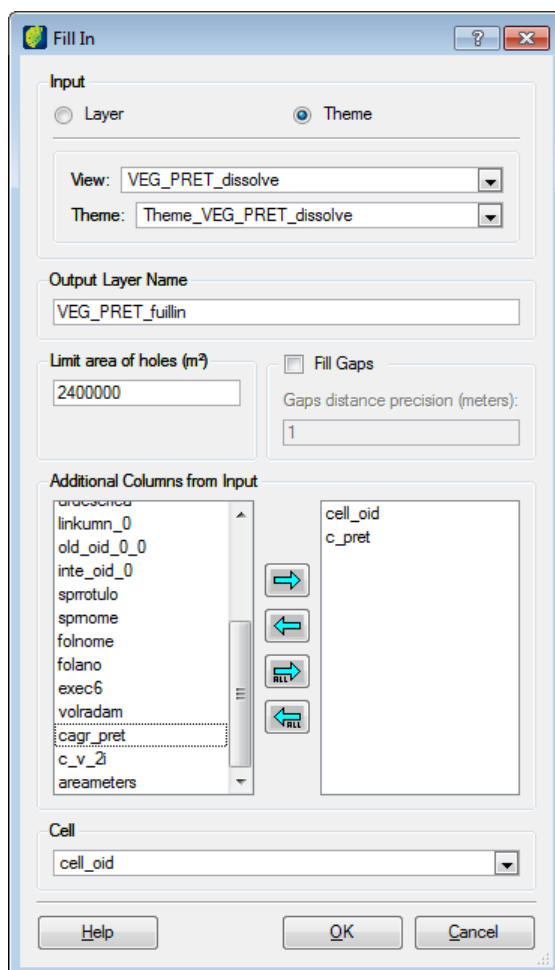 Fill In
Input
Layer
Theme
View: VEG_PRET_dissolve
Theme: Theme_VEG_PRET_dissolve
Output Layer Name
VEG_PRET_fuillin
Limit area of holes (m²)
2400000
Fill Gaps
Gaps distance precision (meters):
1
Additional Columns from Input
linkumn_0
old_oid_0_0
inte_oid_0
sprrotulo
sprnome
folnome
folano
exec6
volradam
cagr_pret
c_v_2i
areameters
ALL
ALL
cell_oid
c_pret
Cell
cell_oid
Help
OK
Cancel